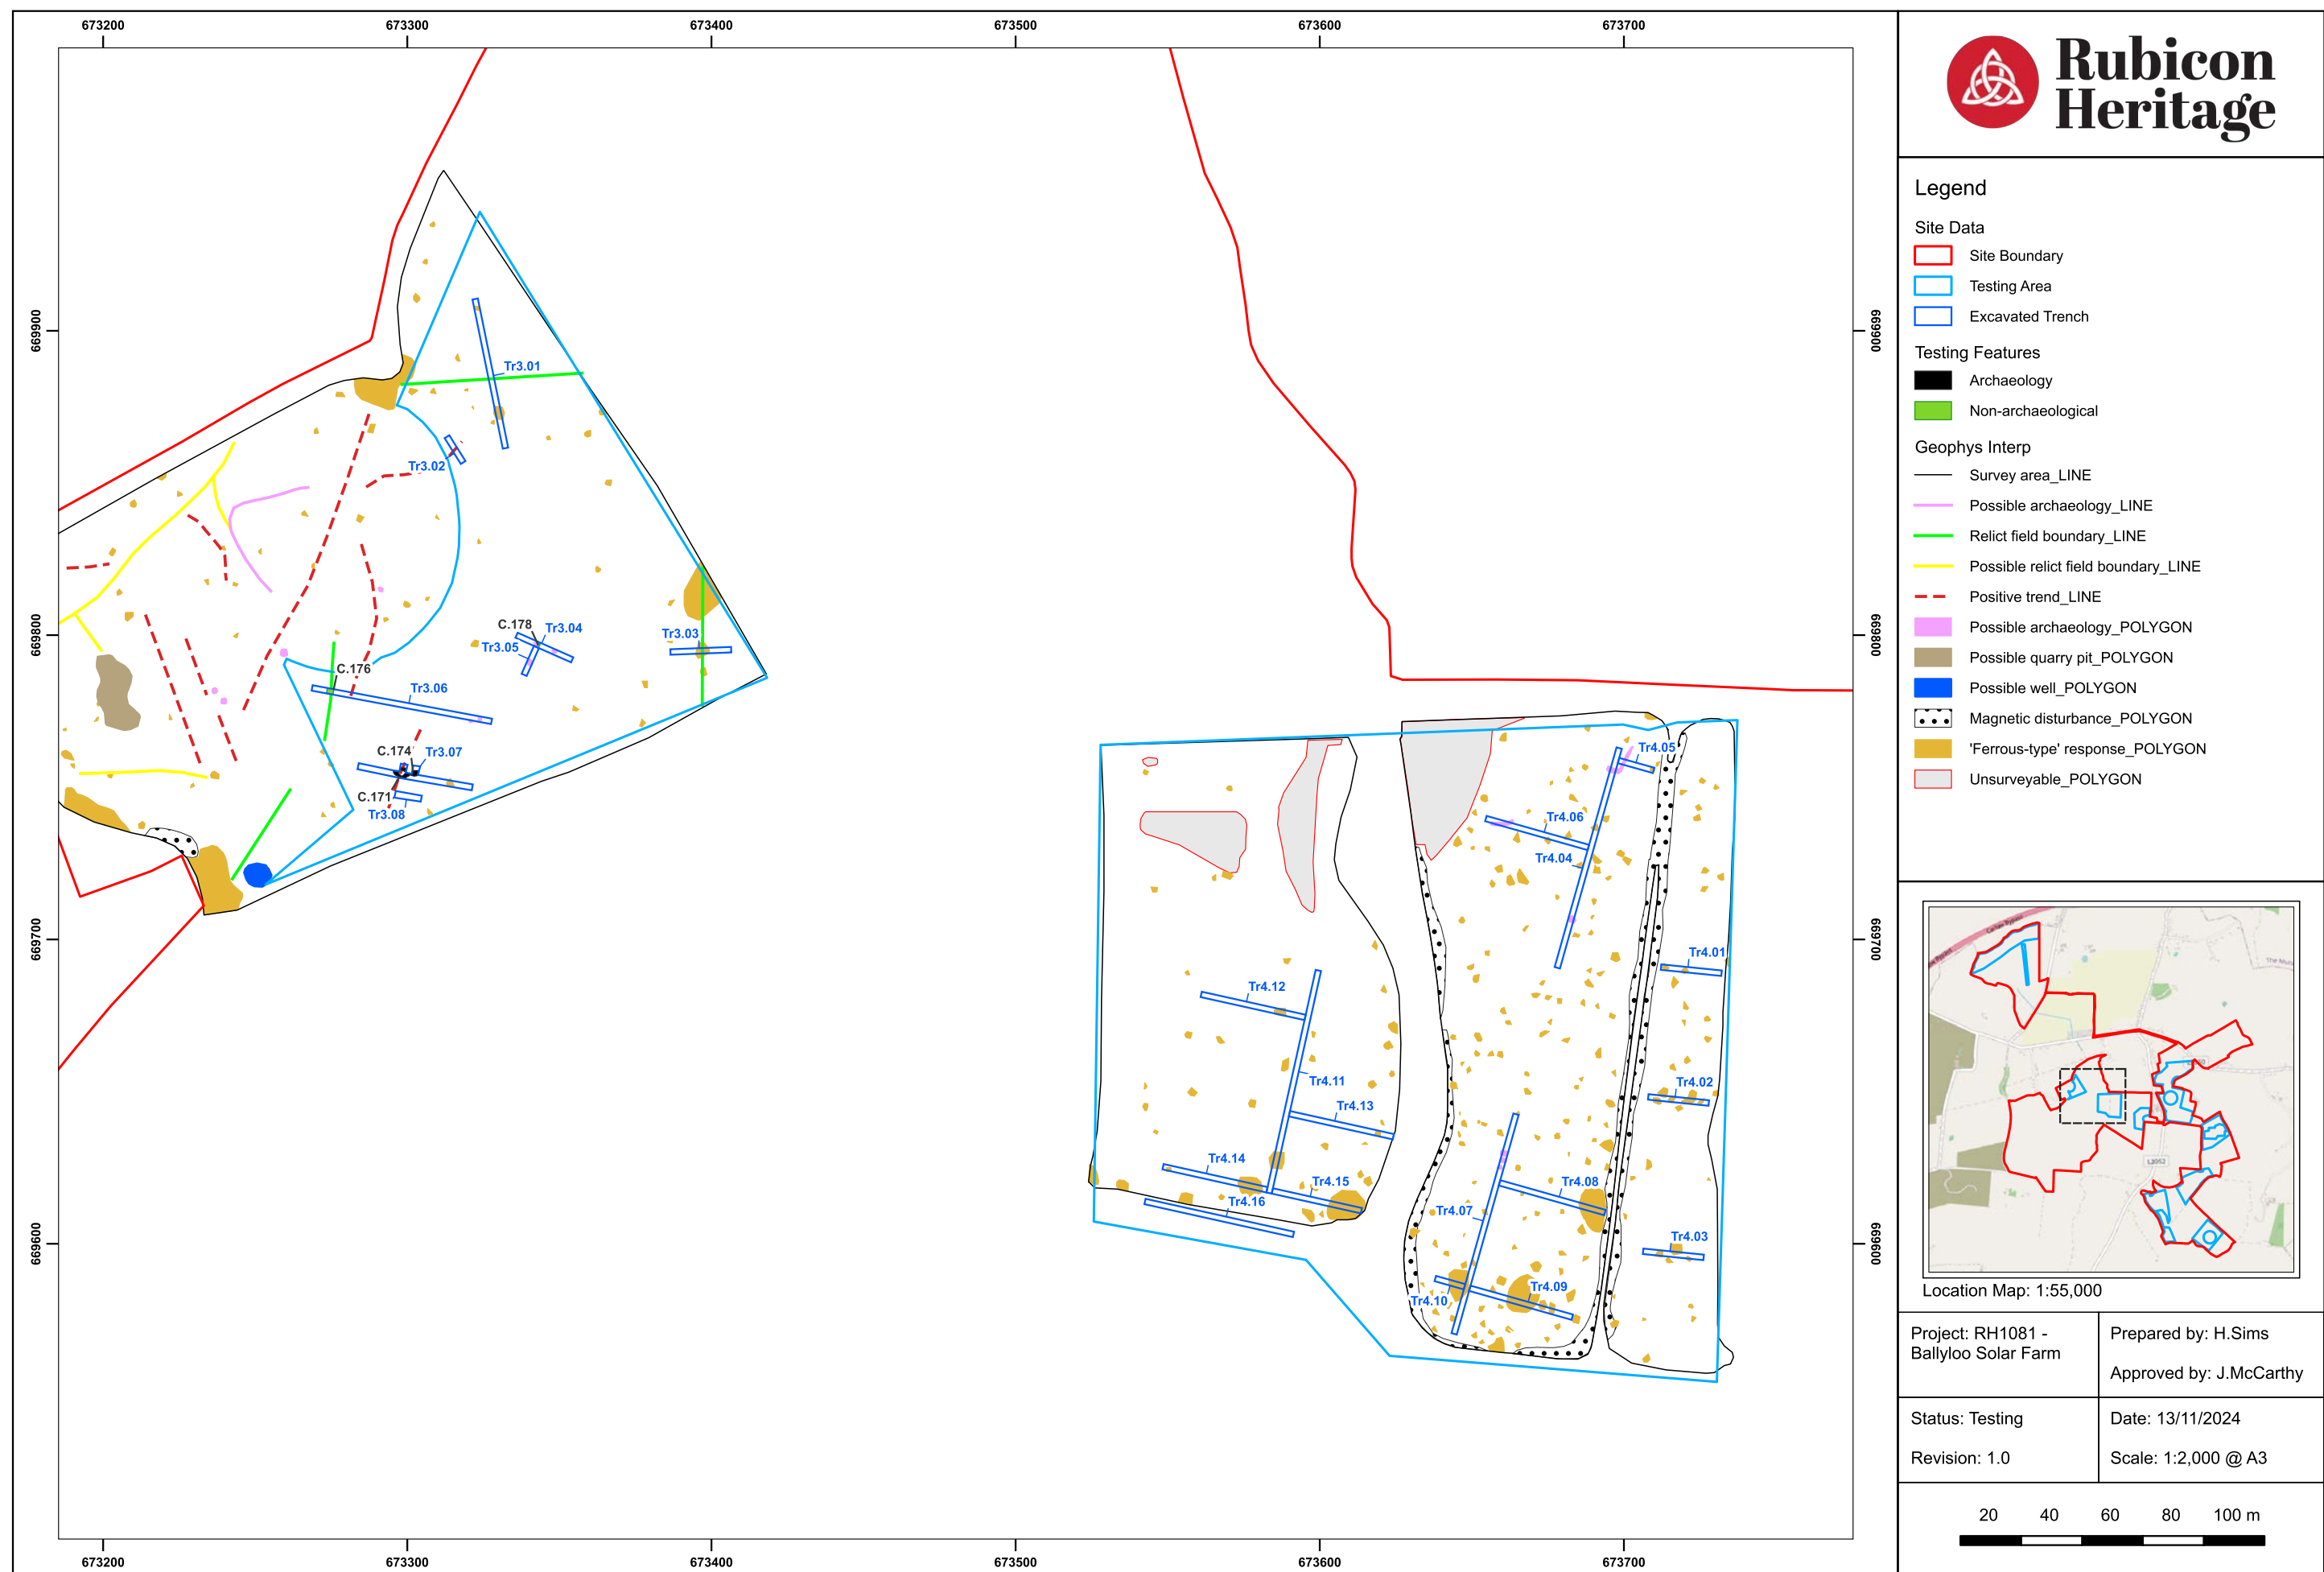 673200 673300 673400 673500 673600 673700
Rubicon
Heritage
Legend
Site Data
Site Boundary
Testing Area
Excavated Trench
Testing Features
Archaeology
Non-archaeological
Geophys Interp
Survey area_LINE
Possible archaeology_LINE
Relict field boundary_LINE
Possible relict field boundary_LINE
Positive trend_LINE
Possible archaeology_POLYGON
Possible quarry pit_POLYGON
Possible well_POLYGON
Magnetic disturbance_POLYGON
'Ferrous-type' response_POLYGON
Unsurveyable_POLYGON
669900
669800
669700
669600
669900
669800
669700
669600
Tr3.01
Tr3.02
C.178
Tr3.04
Tr3.05
Tr3.03
C.176
Tr3.06
C.174
Tr3.07
C.171
Tr3.08
Tr4.05
Tr4.06
Tr4.04
Tr4.01
Tr4.12
Tr4.11
Tr4.13
Tr4.02
Tr4.14
Tr4.15
Tr4.16
Tr4.08
Tr4.07
Tr4.03
Tr4.09
Tr4.10
L3052
Location Map: 1:55,000
Project: RH1081 -
Ballyloo Solar Farm
Prepared by: H.Sims
Approved by: J.McCarthy
Status: Testing
Revision: 1.0
Date: 13/11/2024
Scale: 1:2,000 @ A3
20 40 60 80 100 m
673200 673300 673400 673500 673600 673700